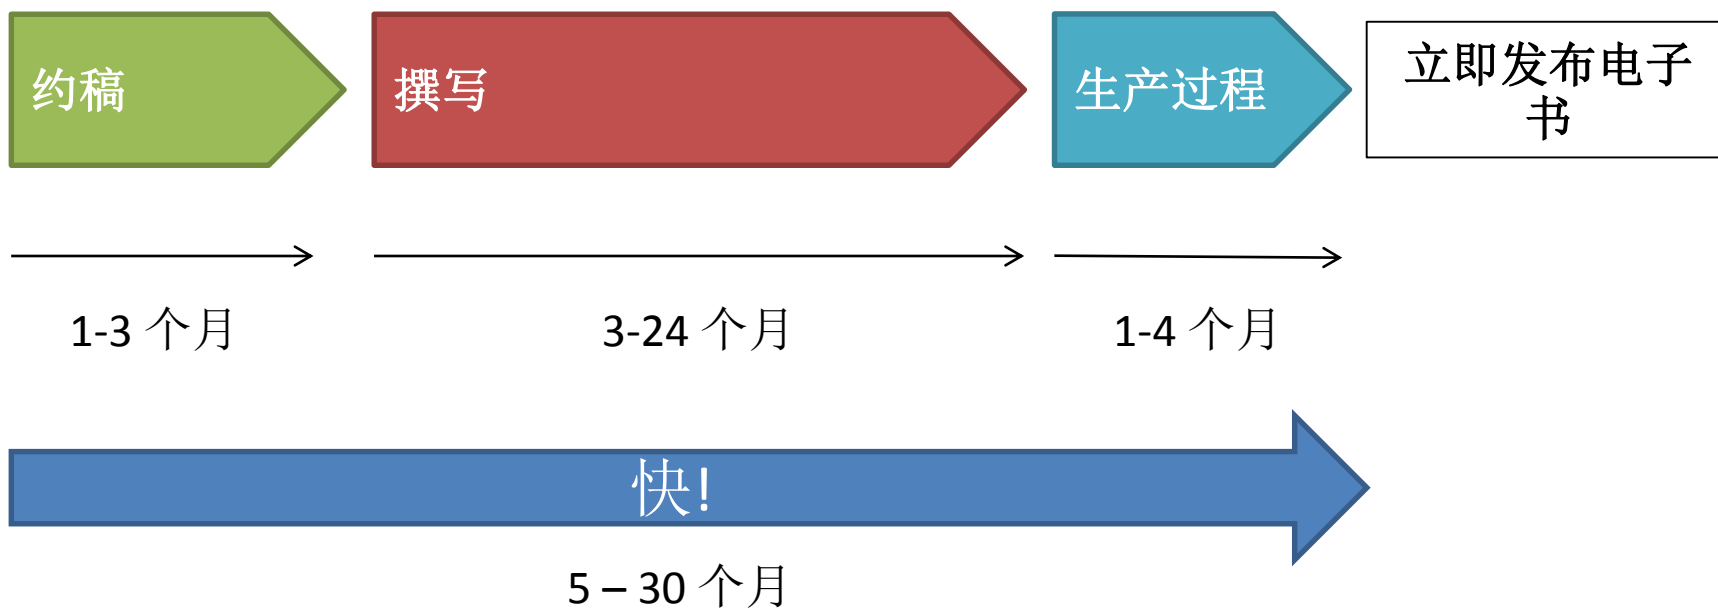 约稿
撰写
生产过程
立即发布电子
书
1-3 个月
3-24 个月
1-4 个月
快!
5 – 30 个月